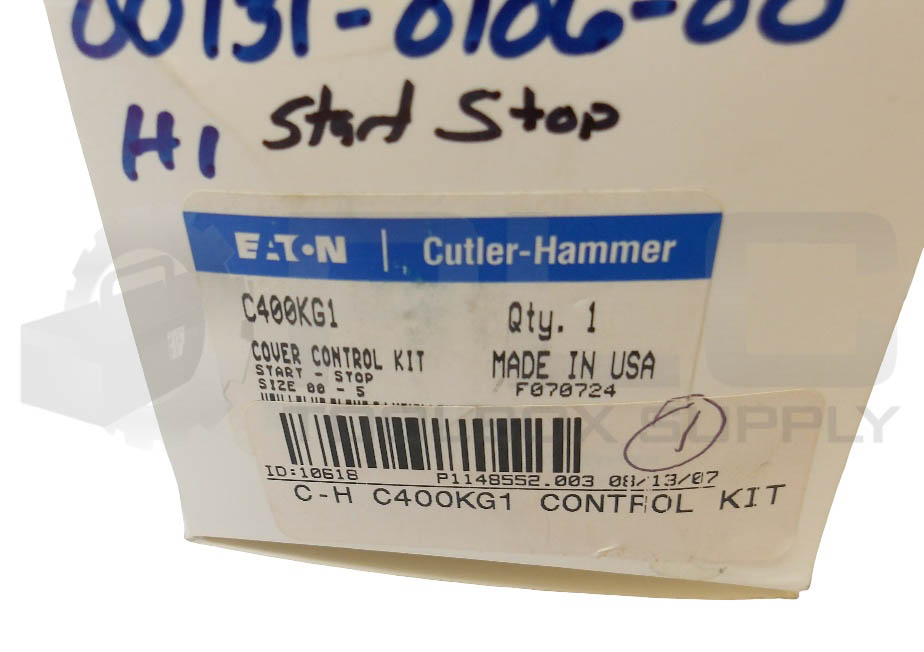 00131-0106-00
H1 Start Stop
EATON | Cutler-Hammer
C400KG1 Qty. 1
COVER CONTROL KIT MADE IN USA
START - STOP F070724
SIZE 00 - 5
1
ID:10618 P1148552.003 08/13/07
C-H C400KG1 CONTROL KIT
SUPPLY